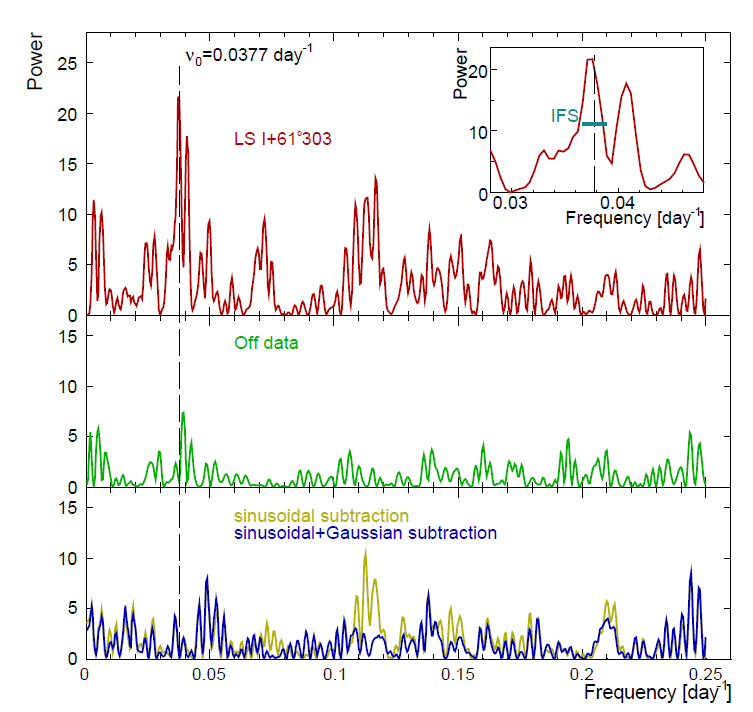 Power
25
20
15
10
5
0
ν₀=0.0377 day⁻¹
LS I+61°303
Power
20
10
0
IFS
0.03
0.04
Frequency [day⁻¹]
15
10
5
0
Off data
15
10
5
0
sinusoidal subtraction
sinusoidal+Gaussian subtraction
0
0.05
0.1
0.15
0.2
0.25
Frequency [day⁻¹]